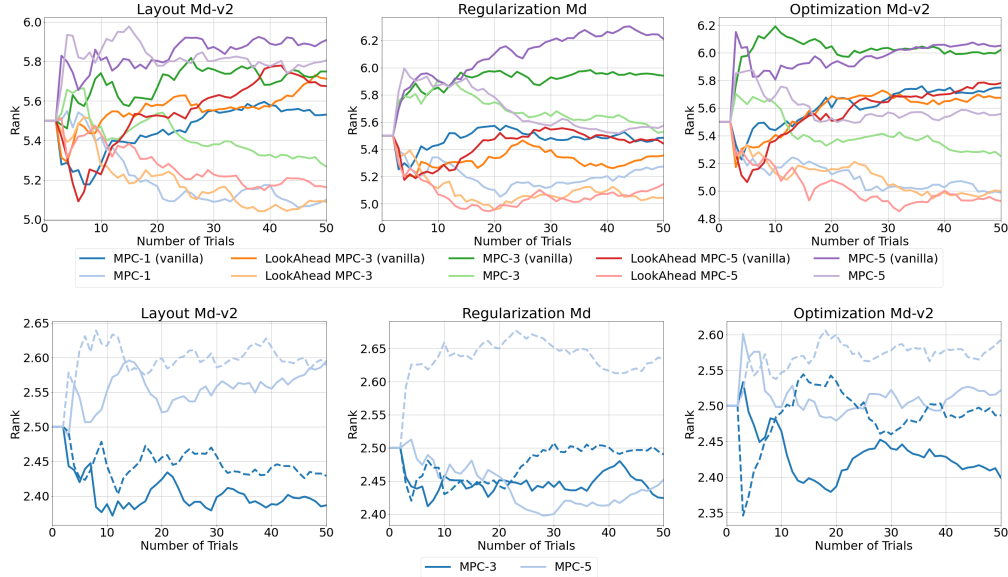 Layout Md-v2
Regularization Md
Optimization Md-v2
6.0
5.8
5.6
5.4
5.2
5.0
Rank
0 10 20 30 40 50
Number of Trials
6.2
6.0
5.8
5.6
5.4
5.2
5.0
Rank
0 10 20 30 40 50
Number of Trials
6.2
6.0
5.8
5.6
5.4
5.2
5.0
4.8
Rank
0 10 20 30 40 50
Number of Trials
MPC-1 (vanilla) LookAhead MPC-3 (vanilla) MPC-3 (vanilla) LookAhead MPC-5 (vanilla) MPC-5 (vanilla)
MPC-1 LookAhead MPC-3 MPC-3 LookAhead MPC-5 MPC-5
Layout Md-v2
Regularization Md
Optimization Md-v2
2.65
2.60
2.55
2.50
2.45
2.40
Rank
0 10 20 30 40 50
Number of Trials
2.65
2.60
2.55
2.50
2.45
2.40
Rank
0 10 20 30 40 50
Number of Trials
2.60
2.55
2.50
2.45
2.40
2.35
Rank
0 10 20 30 40 50
Number of Trials
MPC-3 MPC-5